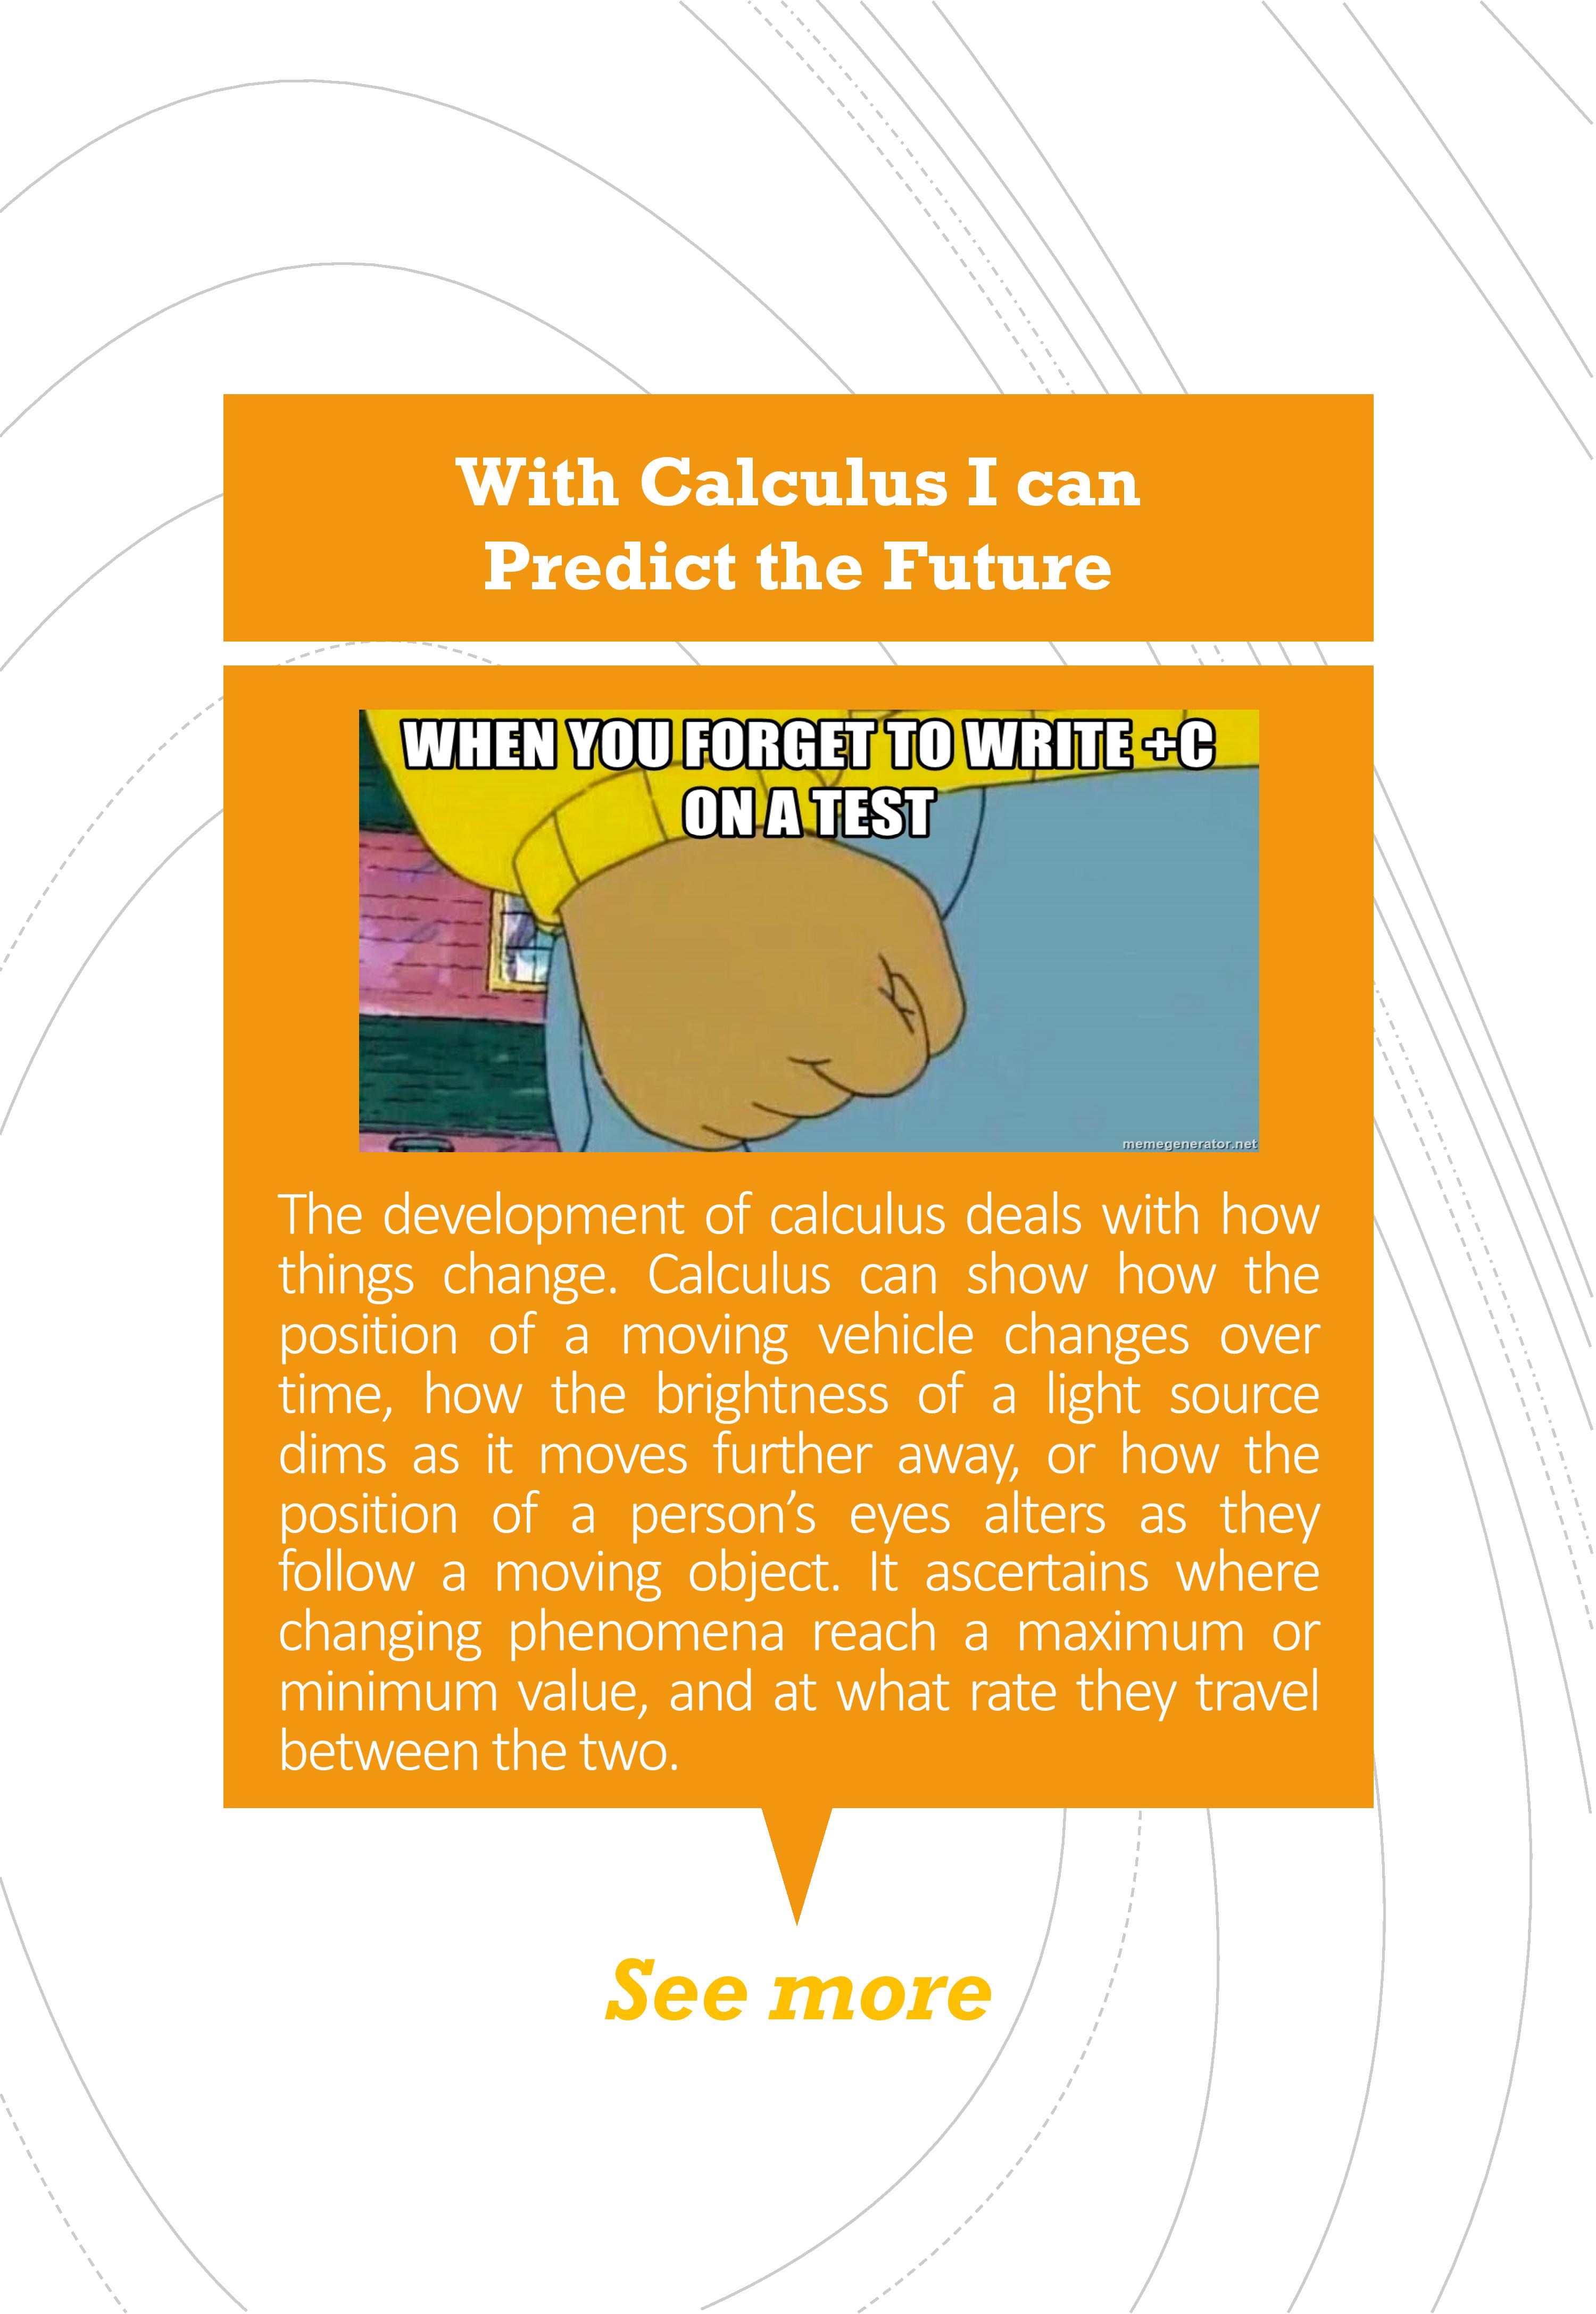 With Calculus I can
Predict the Future
WHEN YOU FORGET TO WRITE +C
ON A TEST
memegenerator.net
The development of calculus deals with how
things change. Calculus can show how the
position of a moving vehicle changes over
time, how the brightness of a light source
dims as it moves further away, or how the
position of a person’s eyes alters as they
follow a moving object. It ascertains where
changing phenomena reach a maximum or
minimum value, and at what rate they travel
between the two.
See more